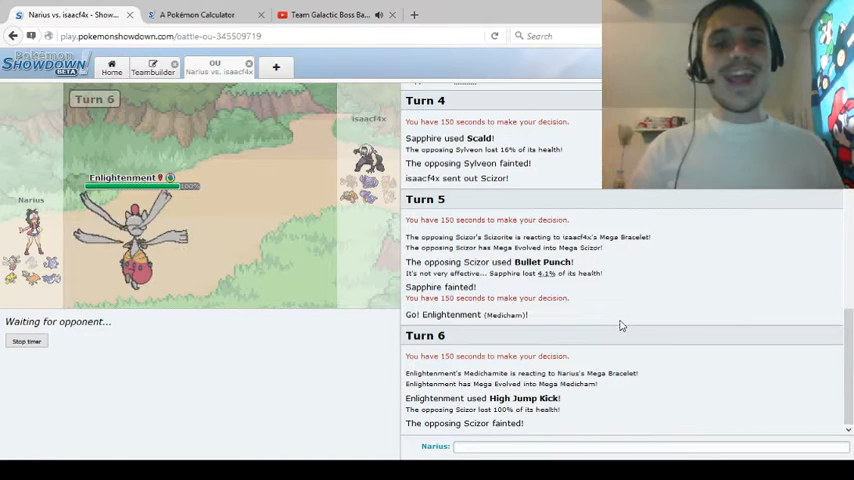 Narius vs. isaacf4x - Show...
A Pokémon Calculator
Team Galactic Boss Ba...
play.pokemonshowdown.com/battle-ou-345509719
Search
Pokémon
SHOWDOWN
BETA
Home
Teambuilder
OU
Narius vs. isaacf4x
Turn 6
isaacf4x
Enlightenment
100%
Narius
Waiting for opponent...
Stop timer
Turn 4
You have 150 seconds to make your decision.
Sapphire used Scald!
The opposing Sylveon lost 16% of its health!
The opposing Sylveon fainted!
isaacf4x sent out Scizor!
Turn 5
You have 150 seconds to make your decision.
The opposing Scizor's Scizorite is reacting to isaacf4x's Mega Bracelet!
The opposing Scizor has Mega Evolved into Mega Scizor!
The opposing Scizor used Bullet Punch!
It's not very effective... Sapphire lost 4.1% of its health!
Sapphire fainted!
You have 150 seconds to make your decision.
Go! Enlightenment (Medicham)!
Turn 6
You have 150 seconds to make your decision.
Enlightenment's Medichamite is reacting to Narius's Mega Bracelet!
Enlightenment has Mega Evolved into Mega Medicham!
Enlightenment used High Jump Kick!
The opposing Scizor lost 100% of its health!
The opposing Scizor fainted!
Narius: